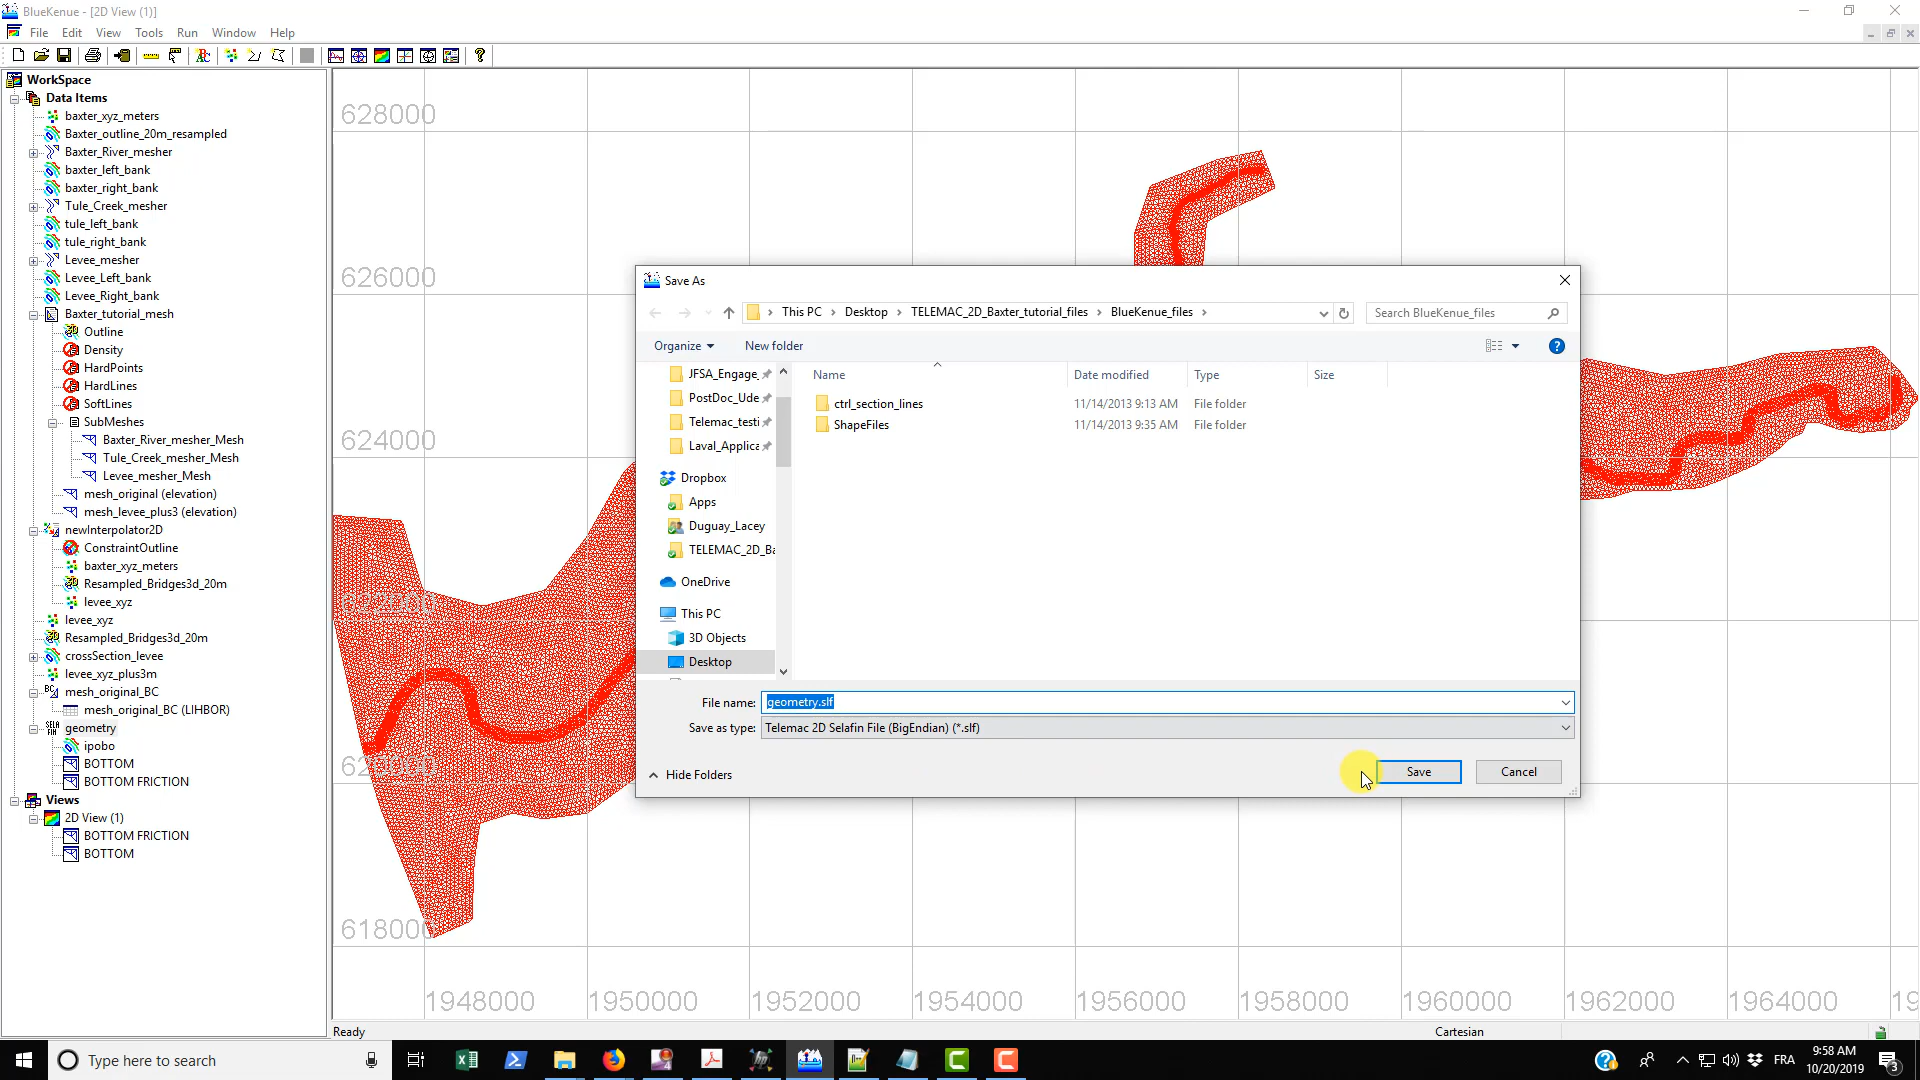 BlueKenue - [2D View (1)]
File Edit View Tools Run Window Help
WorkSpace
Data Items
baxter_xyz_meters
Baxter_outline_20m_resampled
Baxter_River_mesher
baxter_left_bank
baxter_right_bank
Tule_Creek_mesher
tule_left_bank
tule_right_bank
Levee_mesher
Levee_Left_bank
Levee_Right_bank
Baxter_tutorial_mesh
Outline
Density
HardPoints
HardLines
SoftLines
SubMeshes
Baxter_River_mesher_Mesh
Tule_Creek_mesher_Mesh
Levee_mesher_Mesh
mesh_original (elevation)
mesh_levee_plus3 (elevation)
newInterpolator2D
ConstraintOutline
baxter_xyz_meters
Resampled_Bridges3d_20m
levee_xyz
levee_xyz
Resampled_Bridges3d_20m
crossSection_levee
levee_xyz_plus3m
mesh_original_BC
mesh_original_BC (LIHBOR)
geometry
ipobo
BOTTOM
BOTTOM FRICTION
Views
2D View (1)
BOTTOM FRICTION
BOTTOM
628000
626000
624000
622000
618000
1948000 1950000 1952000 1954000 1956000 1958000 1960000 1962000 1964000 19
Save As
This PC > Desktop > TELEMAC_2D_Baxter_tutorial_files > BlueKenue_files >
Search BlueKenue_files
Organize New folder
Name Date modified Type Size
ctrl_section_lines 11/14/2013 9:13 AM File folder
ShapeFiles 11/14/2013 9:35 AM File folder
JFSA_Engage_
PostDoc_Ude
Telemac_testi
Laval_Applica
Dropbox
Apps
Duguay_Lacey
TELEMAC_2D_Ba
OneDrive
This PC
3D Objects
Desktop
File name: geometry.slf
Save as type: Telemac 2D Selafin File (BigEndian) (*.slf)
Hide Folders
Save Cancel
Ready
Cartesian
Type here to search
FRA
9:58 AM
10/20/2019
3